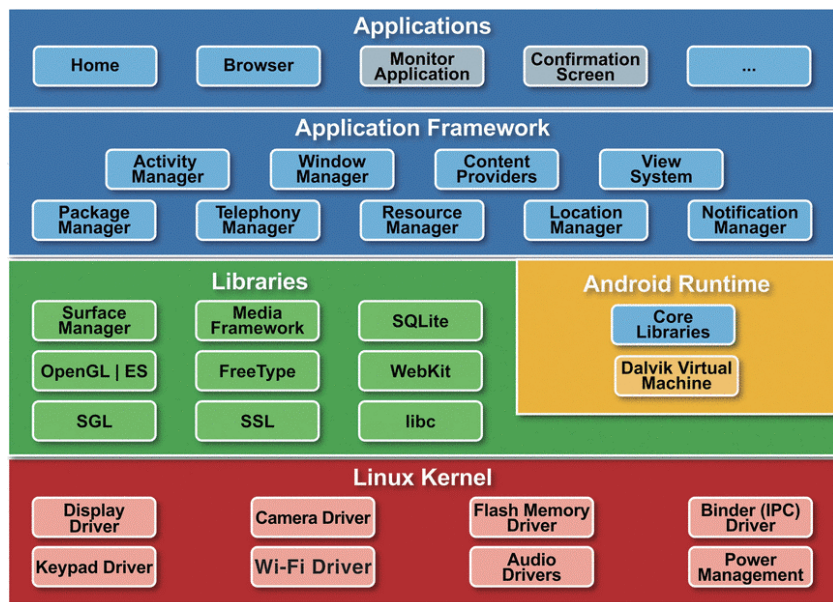 Applications
Home
Browser
Monitor
Application
Confirmation
Screen
...
Application Framework
Activity
Manager
Window
Manager
Content
Providers
View
System
Package
Manager
Telephony
Manager
Resource
Manager
Location
Manager
Notification
Manager
Libraries
Surface
Manager
Media
Framework
SQLite
OpenGL | ES
FreeType
WebKit
SGL
SSL
libc
Android Runtime
Core
Libraries
Dalvik Virtual
Machine
Linux Kernel
Display
Driver
Camera Driver
Flash Memory
Driver
Binder (IPC)
Driver
Keypad Driver
Wi-Fi Driver
Audio
Drivers
Power
Management